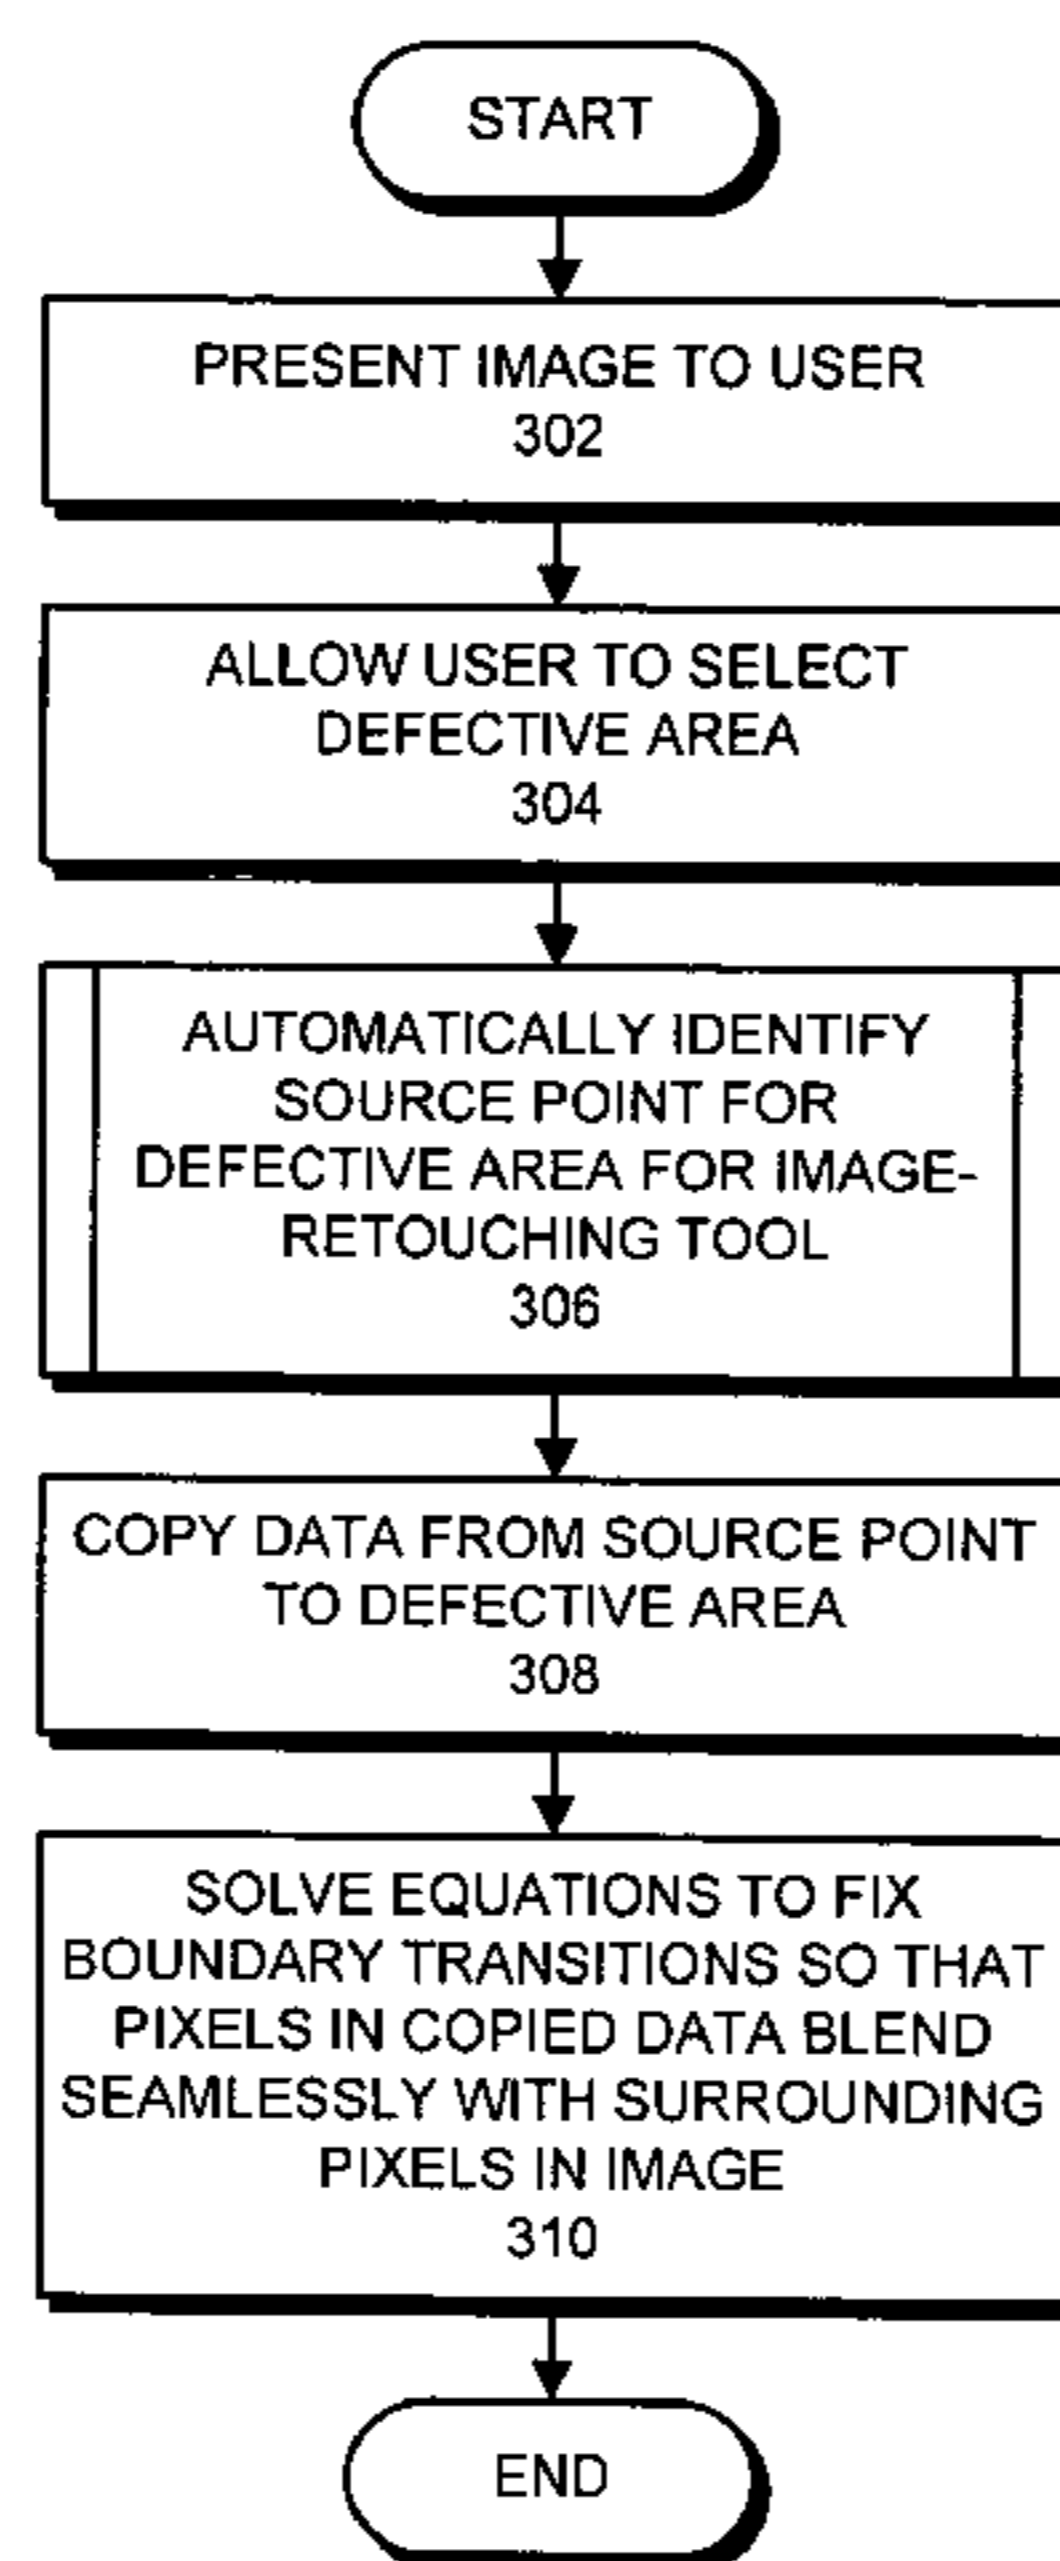 START
PRESENT IMAGE TO USER
302
ALLOW USER TO SELECT
DEFECTIVE AREA
304
AUTOMATICALLY IDENTIFY
SOURCE POINT FOR
DEFECTIVE AREA FOR IMAGE-
RETOUCHING TOOL
306
COPY DATA FROM SOURCE POINT
TO DEFECTIVE AREA
308
SOLVE EQUATIONS TO FIX
BOUNDARY TRANSITIONS SO THAT
PIXELS IN COPIED DATA BLEND
SEAMLESSLY WITH SURROUNDING
PIXELS IN IMAGE
310
END